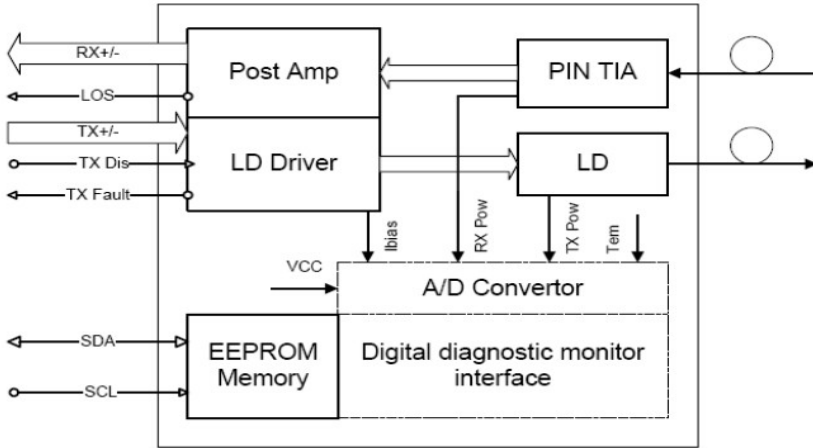 RX+/-
Post Amp
PIN TIA
LOS
TX+/-
TX Dis
LD Driver
LD
TX Fault
Ibias
RX Pow
TX Pow
Tem
VCC
A/D Convertor
SDA
EEPROM
Memory
Digital diagnostic monitor
interface
SCL